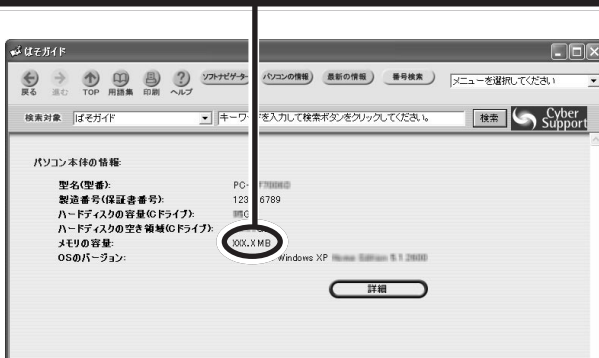 ぱそガイド
戻る 進む TOP 用語集 印刷 ヘルプ ソフトナビゲーター パソコンの情報 最新の情報 番号検索 メニューを選択してください
検索対象 ぱそガイド キーワードを入力して検索ボタンをクリックしてください。 検索 Cyber Support
パソコン本体の情報:
型名(型番): PC-
製造番号(保証書番号): 123 6789
ハードディスクの容量(Cドライブ):
ハードディスクの空き領域(Cドライブ):
メモリの容量: XXX.XMB
OSのバージョン: Windows XP
詳細